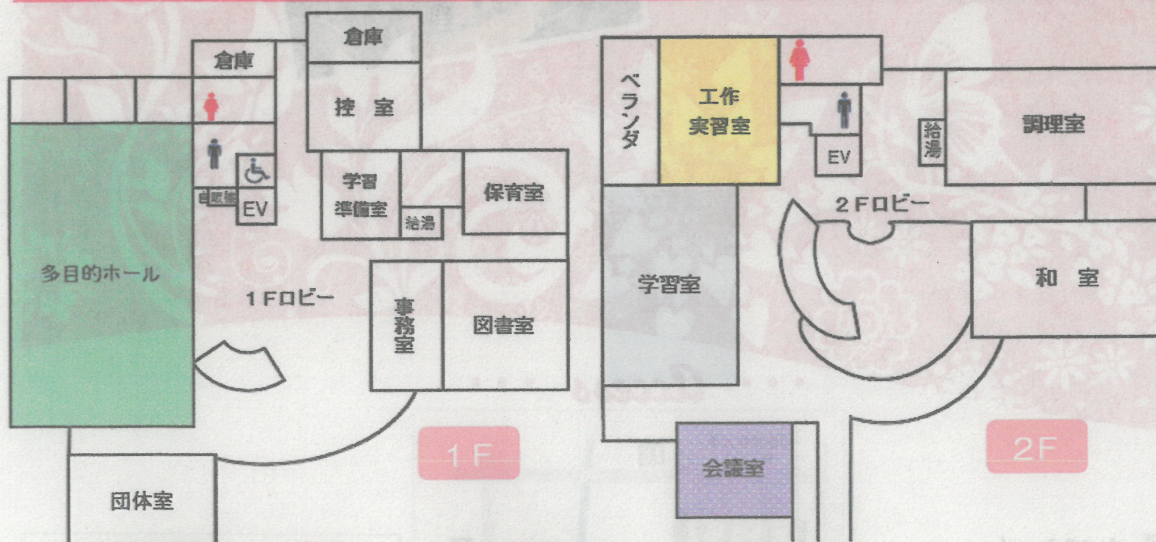 倉庫
倉庫
控 室
学習
準備室
保育室
給湯
EV
多目的ホール
1Fロビー
事務室
図書室
団体室
1F
ベランダ
工作
実習室
EV
給湯
調理室
2Fロビー
学習室
和 室
会議室
2F